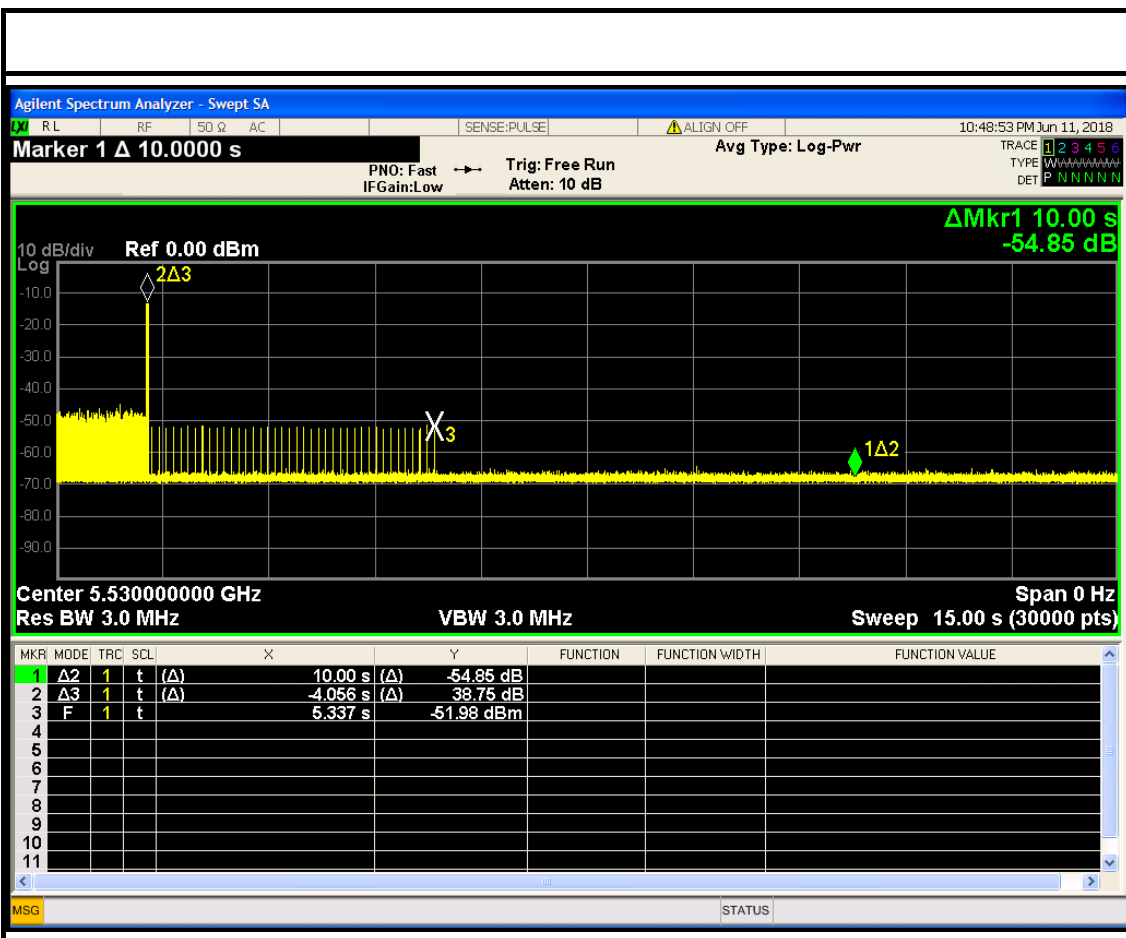 Agilent Spectrum Analyzer - Swept SA
LXI RL RF 50 Ω AC SENSE:PULSE ALIGN OFF 10:48:53 PM Jun 11, 2018
Marker 1 Δ 10.0000 s
PNO: Fast
IFGain:Low
Trig: Free Run
Atten: 10 dB
Avg Type: Log-Pwr
TRACE 1 2 3 4 5 6
TYPE WWWWWW
DET P N N N N N
ΔMkr1 10.00 s
-54.85 dB
10 dB/div Ref 0.00 dBm
Log
2Δ3
-10.0
-20.0
-30.0
-40.0
-50.0
3
-60.0
1Δ2
-70.0
-80.0
-90.0
Center 5.530000000 GHz Span 0 Hz
Res BW 3.0 MHz VBW 3.0 MHz Sweep 15.00 s (30000 pts)
MKR MODE TRC SCL X Y FUNCTION FUNCTION WIDTH FUNCTION VALUE
1 Δ2 1 t (Δ) 10.00 s (Δ) -54.85 dB
2 Δ3 1 t (Δ) -4.056 s (Δ) 38.75 dB
3 F 1 t 5.337 s -51.98 dBm
4
5
6
7
8
9
10
11
MSG STATUS